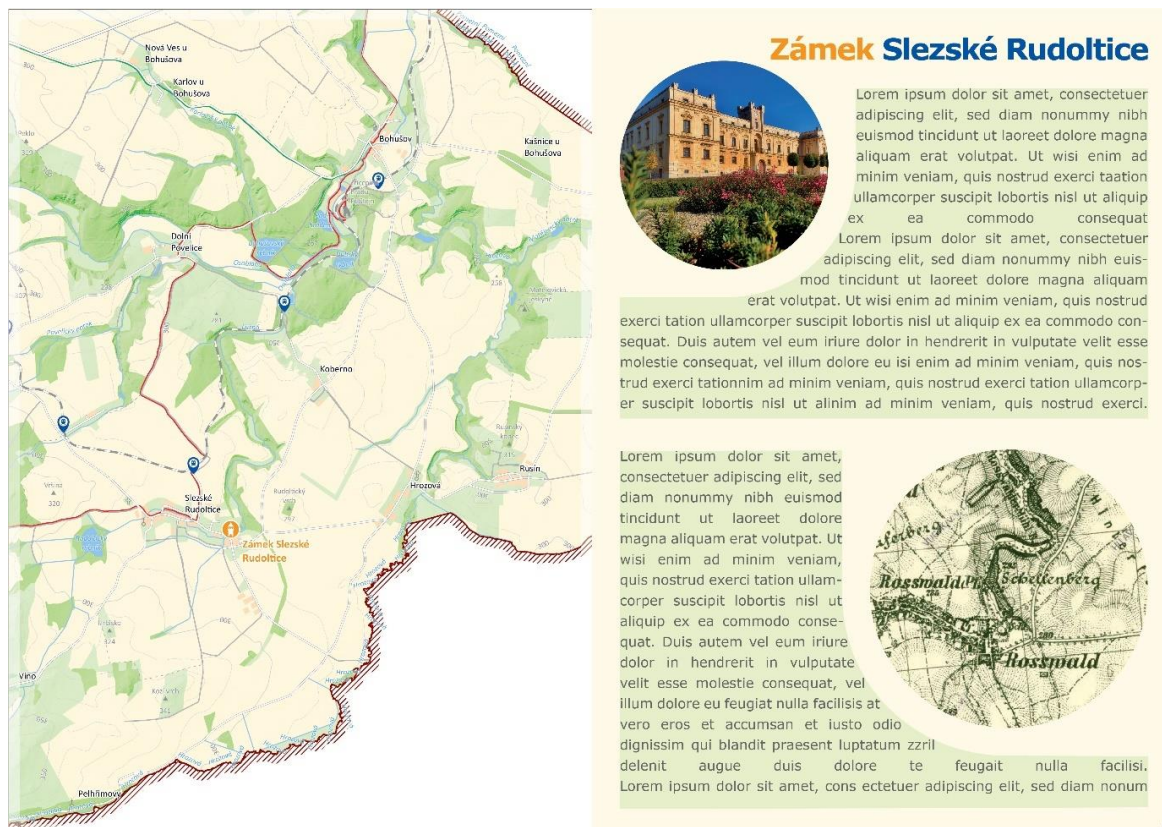 Nová Ves u
Bohušova
Karlov u
Bohušova
Bohušov
Kašnice u
Bohušova
Dolní
Povelice
Koberno
Rusín
Hrozová
Slezské
Rudoltice
Zámek Slezské
Rudoltice
Víno
Pelhřimovy
Zámek Slezské Rudoltice
Lorem ipsum dolor sit amet, consectetuer
adipiscing elit, sed diam nonummy nibh
euismod tincidunt ut laoreet dolore magna
aliquam erat volutpat. Ut wisi enim ad
minim veniam, quis nostrud exerci taation
ullamcorper suscipit lobortis nisl ut aliquip
ex ea commodo consequat
Lorem ipsum dolor sit amet, consectetuer
adipiscing elit, sed diam nonummy nibh euis-
mod tincidunt ut laoreet dolore magna aliquam
erat volutpat. Ut wisi enim ad minim veniam, quis nostrud
exerci tation ullamcorper suscipit lobortis nisl ut aliquip ex ea commodo con-
sequat. Duis autem vel eum iriure dolor in hendrerit in vulputate velit esse
molestie consequat, vel illum dolore eu isi enim ad minim veniam, quis nos-
trud exerci tationnim ad minim veniam, quis nostrud exerci tation ullamcorp-
er suscipit lobortis nisl ut alinim ad minim veniam, quis nostrud exerci.
Lorem ipsum dolor sit amet,
consectetuer adipiscing elit, sed
diam nonummy nibh euismod
tincidunt ut laoreet dolore
magna aliquam erat volutpat. Ut
wisi enim ad minim veniam,
quis nostrud exerci tation ullam-
corper suscipit lobortis nisl ut
aliquip ex ea commodo conse-
quat. Duis autem vel eum iriure
dolor in hendrerit in vulputate
velit esse molestie consequat, vel
illum dolore eu feugiat nulla facilisis at
vero eros et accumsan et iusto odio
dignissim qui blandit praesent luptatum zzril
delenit augue duis dolore te feugait nulla facilisi.
Lorem ipsum dolor sit amet, cons ectetuer adipiscing elit, sed diam nonum
Schellenberg
Rosswald